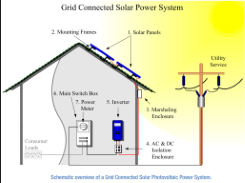 Grid Connected Solar Power System
2. Mounting Frames
1. Solar Panels
Utility
Service
6. Main Switch Box
7. Power
Meter
5. Inverter
3. Marshaling
Enclosure
Consumer
Loads
4. AC & DC
Isolation
Enclosure
Schematic overview of a Grid Connected Solar Photovoltaic Power System.